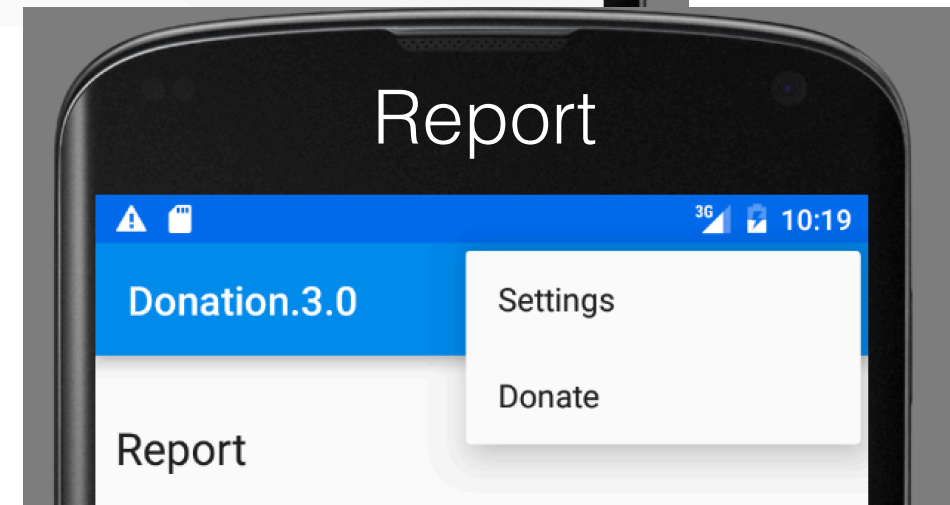 Report
3G 10:19
Donation.3.0
Settings
Donate
Report